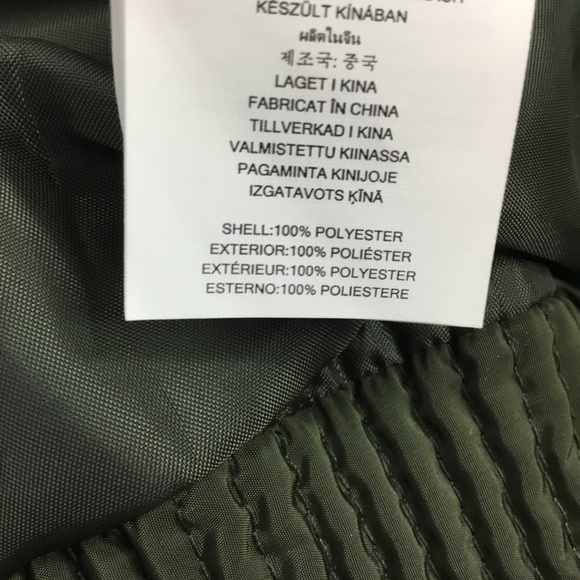 KÉSZÜLT KÍNÁBAN
ผลิตในจีน
제조국: 중국
LAGET I KINA
FABRICAT ÎN CHINA
TILLVERKAD I KINA
VALMISTETTU KIINASSA
PAGAMINTA KINIJOJE
IZGATAVOTS ĶĪNĀ
SHELL:100% POLYESTER
EXTERIOR:100% POLIÉSTER
EXTÉRIEUR:100% POLYESTER
ESTERNO:100% POLIESTERE